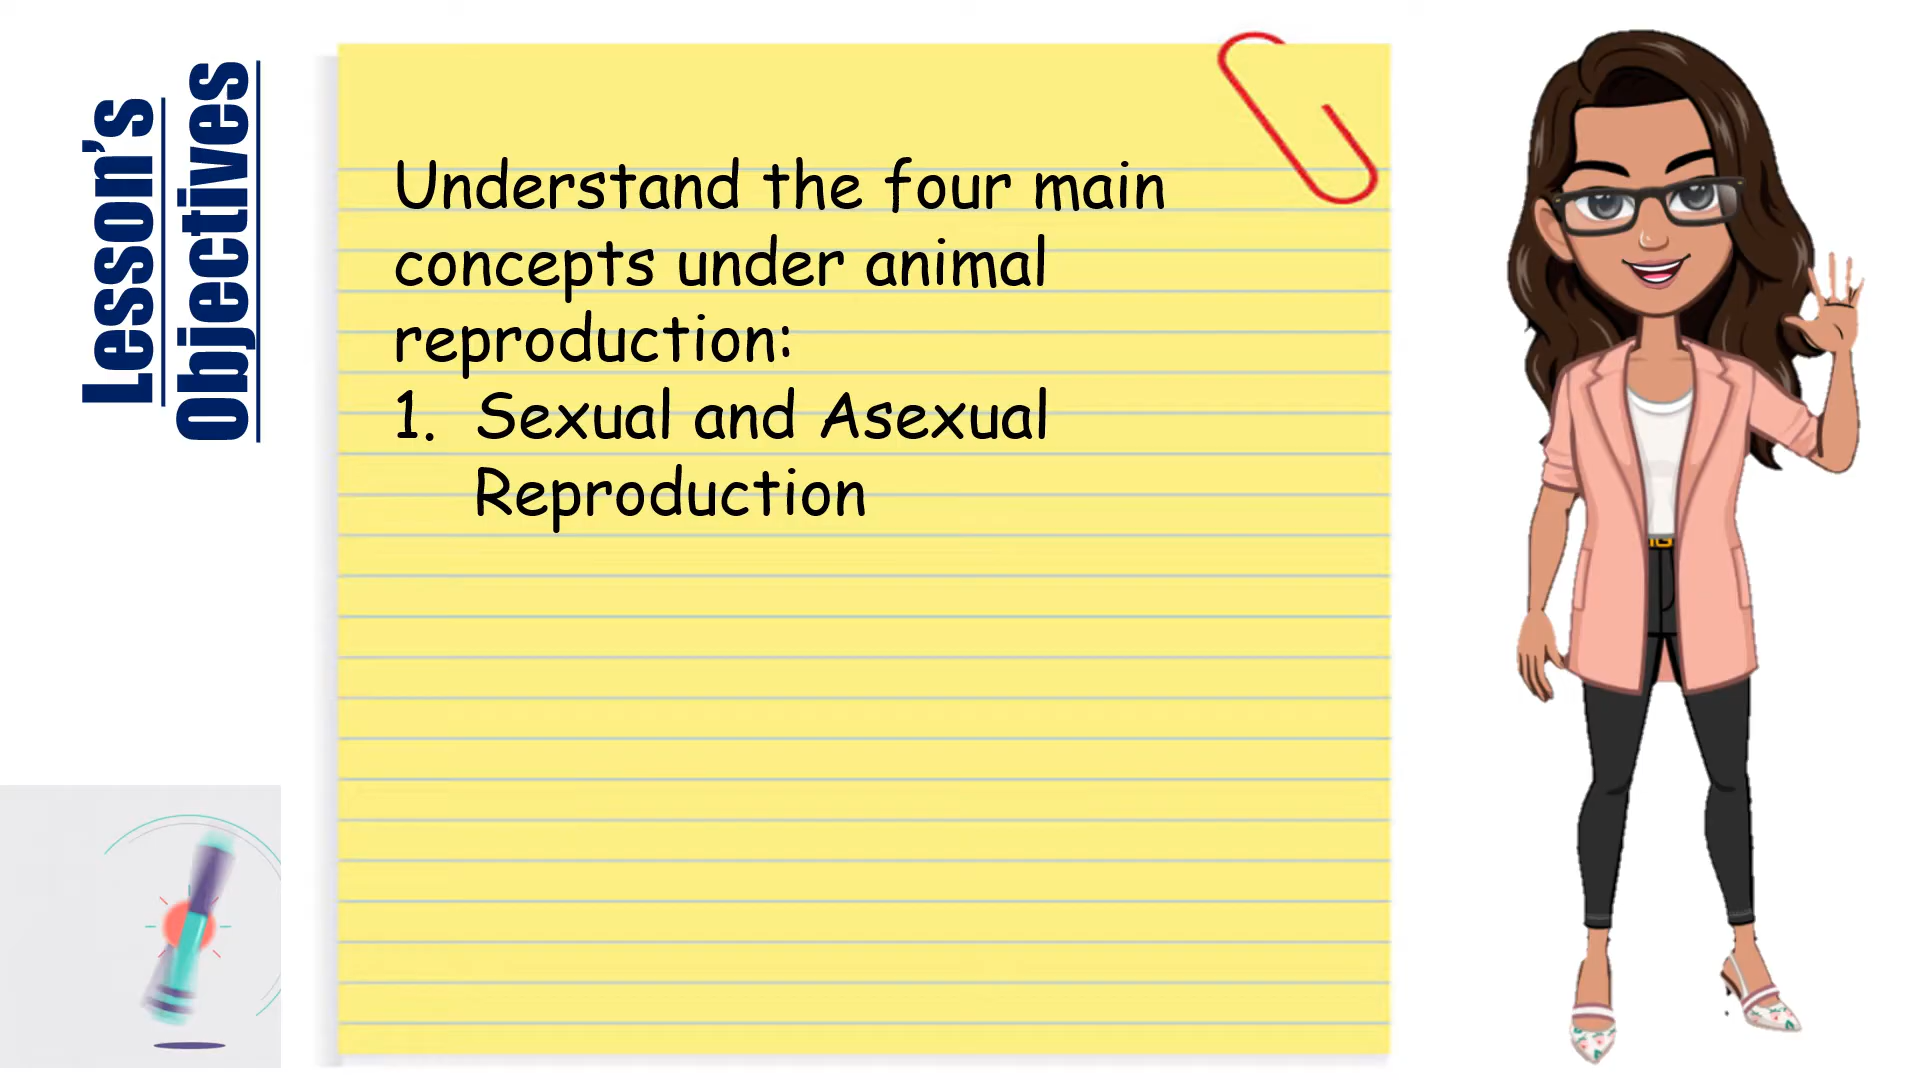 Lesson’s
Objectives
Understand the four main
concepts under animal
reproduction:
1. Sexual and Asexual
Reproduction